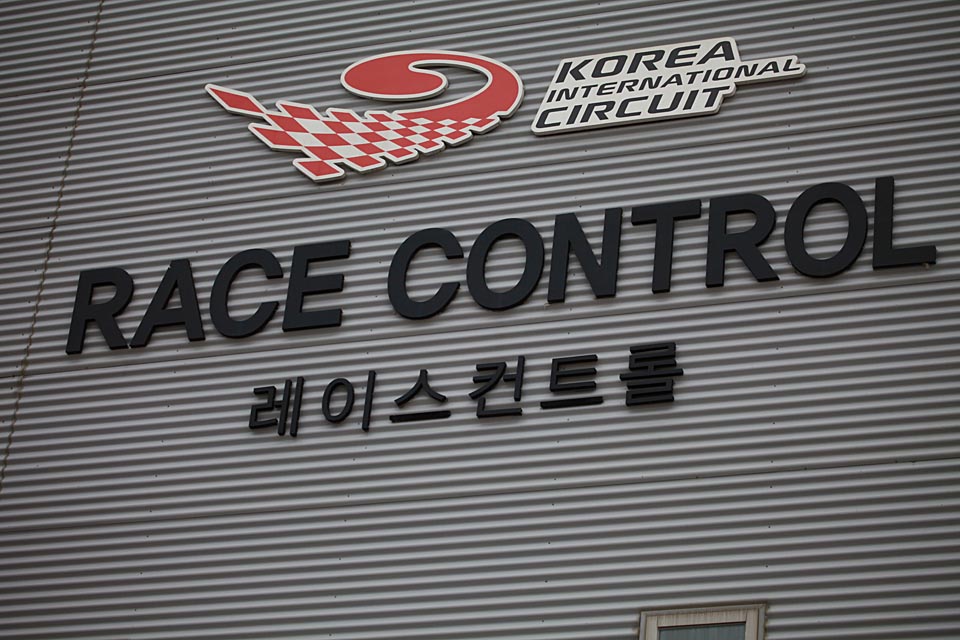 KOREA
INTERNATIONAL
CIRCUIT
RACE CONTROL
레이스컨트롤